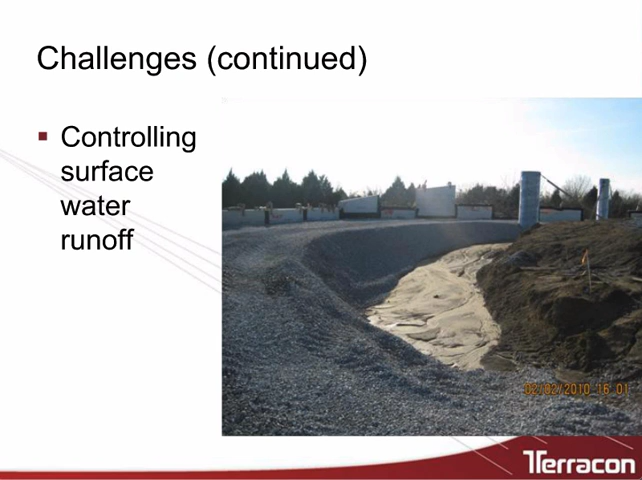 Challenges (continued)
Controlling
surface
water
runoff
02/02/2010 16 01
Terracon